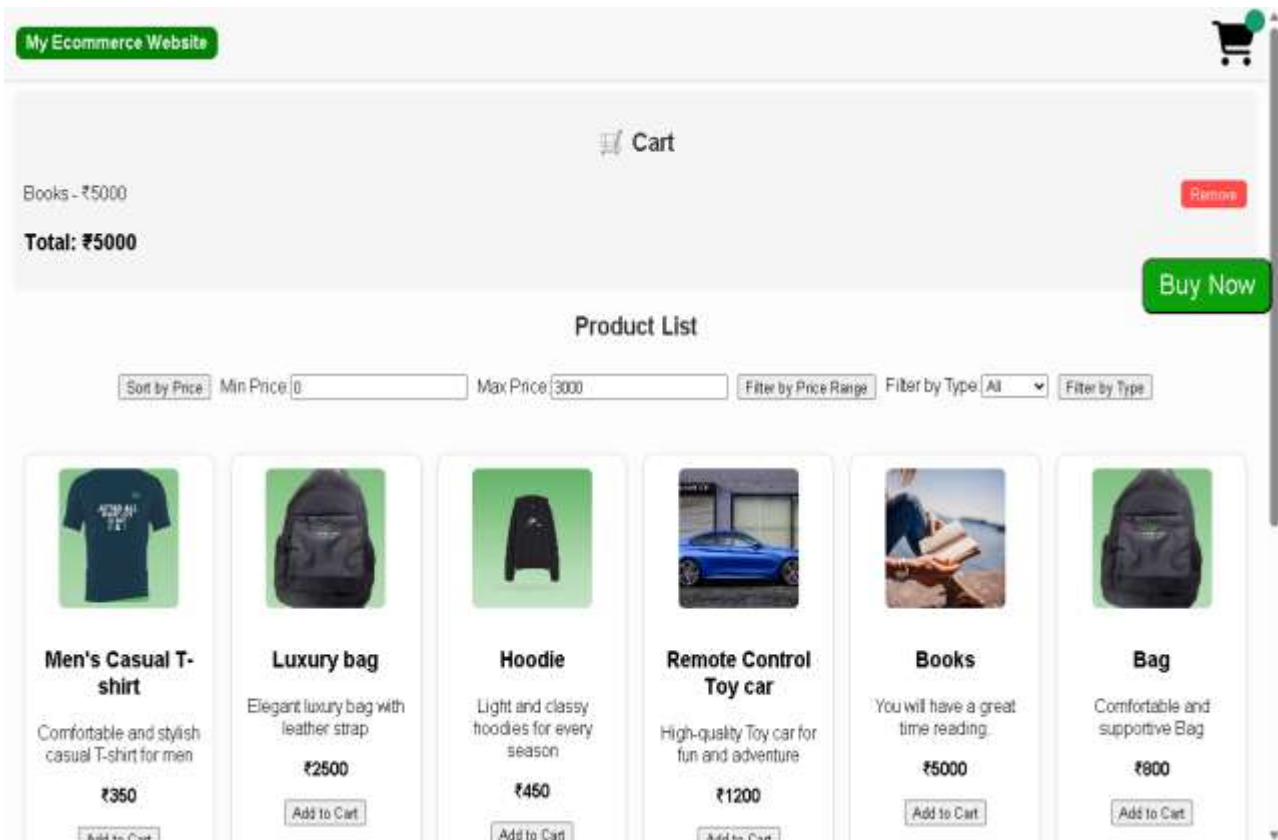 My Ecommerce Website
Cart
Books - ₹5000
Remove
Total: ₹5000
Buy Now
Product List
Sort by Price Min Price: 0 Max Price: 3000 Filter by Price Range Filter by Type: All Filter by Type
Men's Casual T-
shirt
Comfortable and stylish
casual T-shirt for men
₹350
Add to Cart
Luxury bag
Elegant luxury bag with
leather strap
₹2500
Add to Cart
Hoodie
Light and classy
hoodies for every
season
₹450
Add to Cart
Remote Control
Toy car
High-quality Toy car for
fun and adventure
₹1200
Add to Cart
Books
You will have a great
time reading.
₹5000
Add to Cart
Bag
Comfortable and
supportive Bag
₹800
Add to Cart